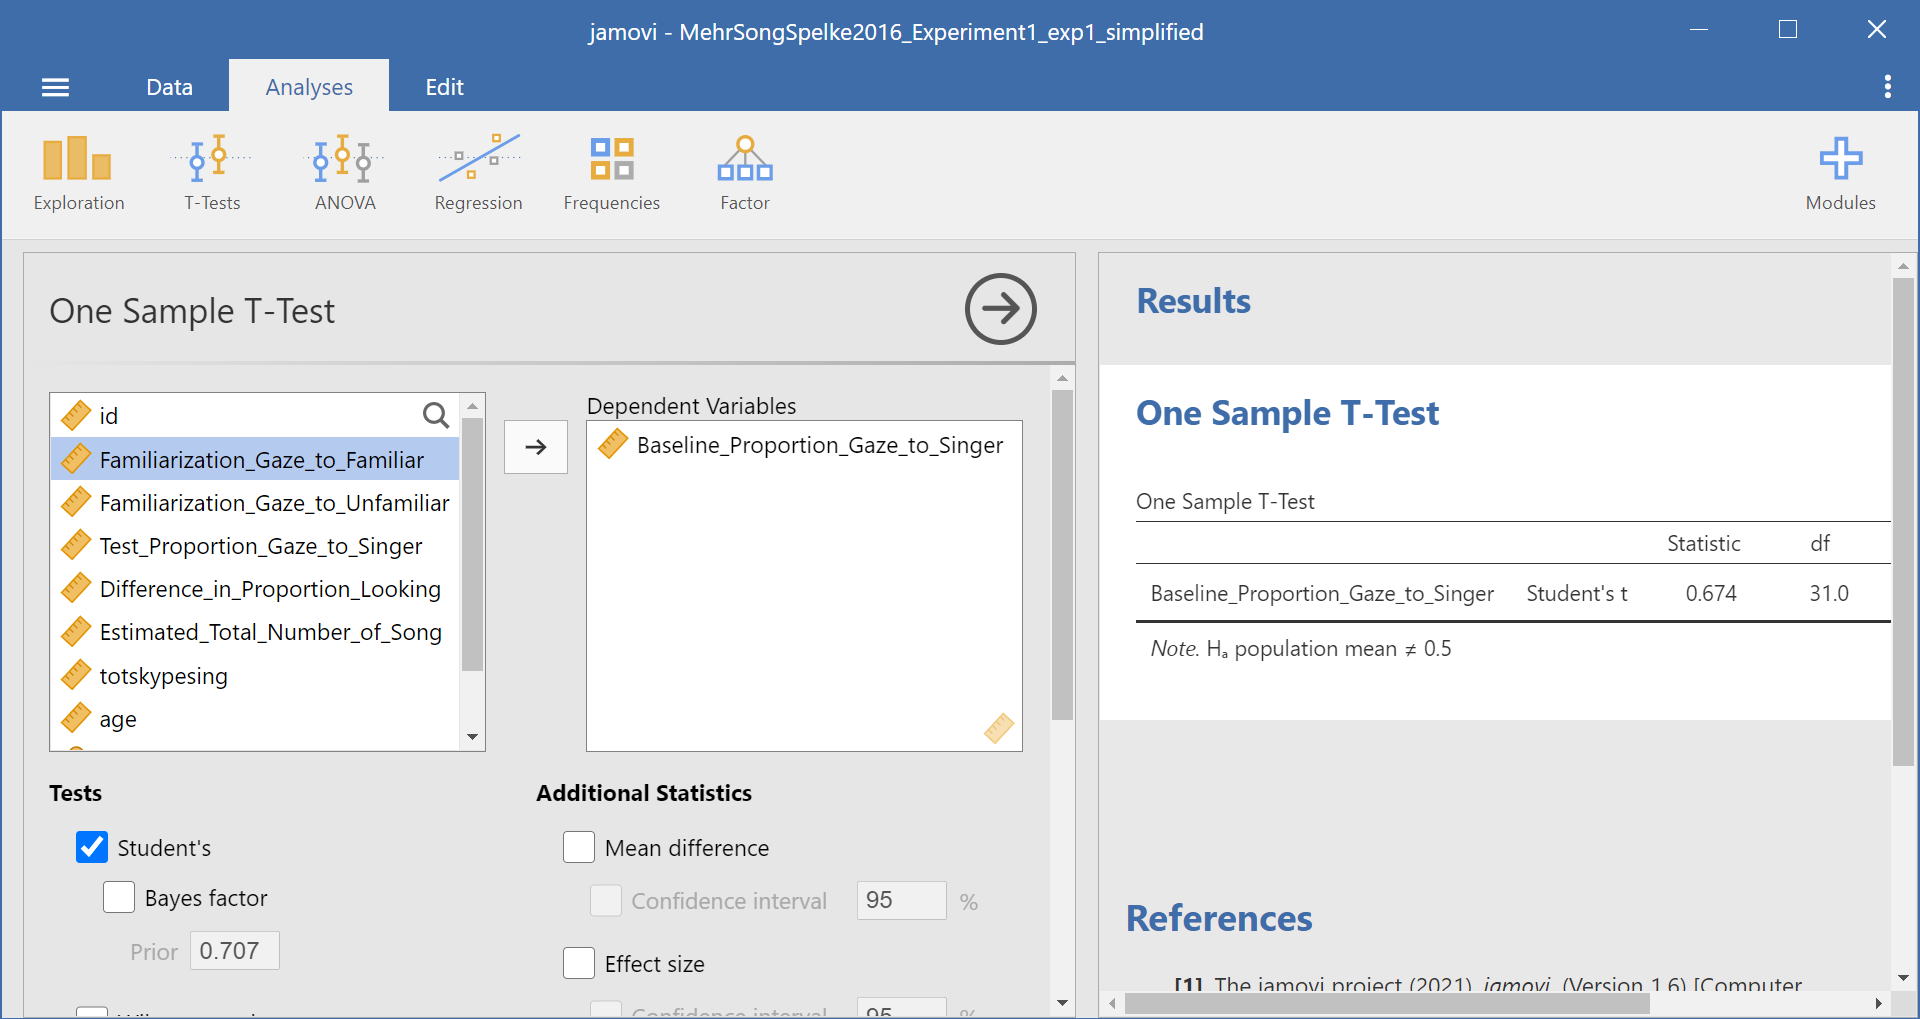 jamovi - MehrSongSpelke2016_Experiment1_exp1_simplified
Data Analyses Edit
Exploration T-Tests ANOVA Regression Frequencies Factor Modules
One Sample T-Test
id
Familiarization_Gaze_to_Familiar
Familiarization_Gaze_to_Unfamiliar
Test_Proportion_Gaze_to_Singer
Difference_in_Proportion_Looking
Estimated_Total_Number_of_Song
totskypesing
age
Dependent Variables
Baseline_Proportion_Gaze_to_Singer
Tests
Student's
Bayes factor
Prior 0.707
Additional Statistics
Mean difference
Confidence interval 95 %
Effect size
Confidence interval 95 %
Results
One Sample T-Test
One Sample T-Test
Statistic df
Baseline_Proportion_Gaze_to_Singer Student's t 0.674 31.0
Note. Hₐ population mean ≠ 0.5
References
[1] The jamovi project (2021). jamovi. (Version 1.6) [Computer